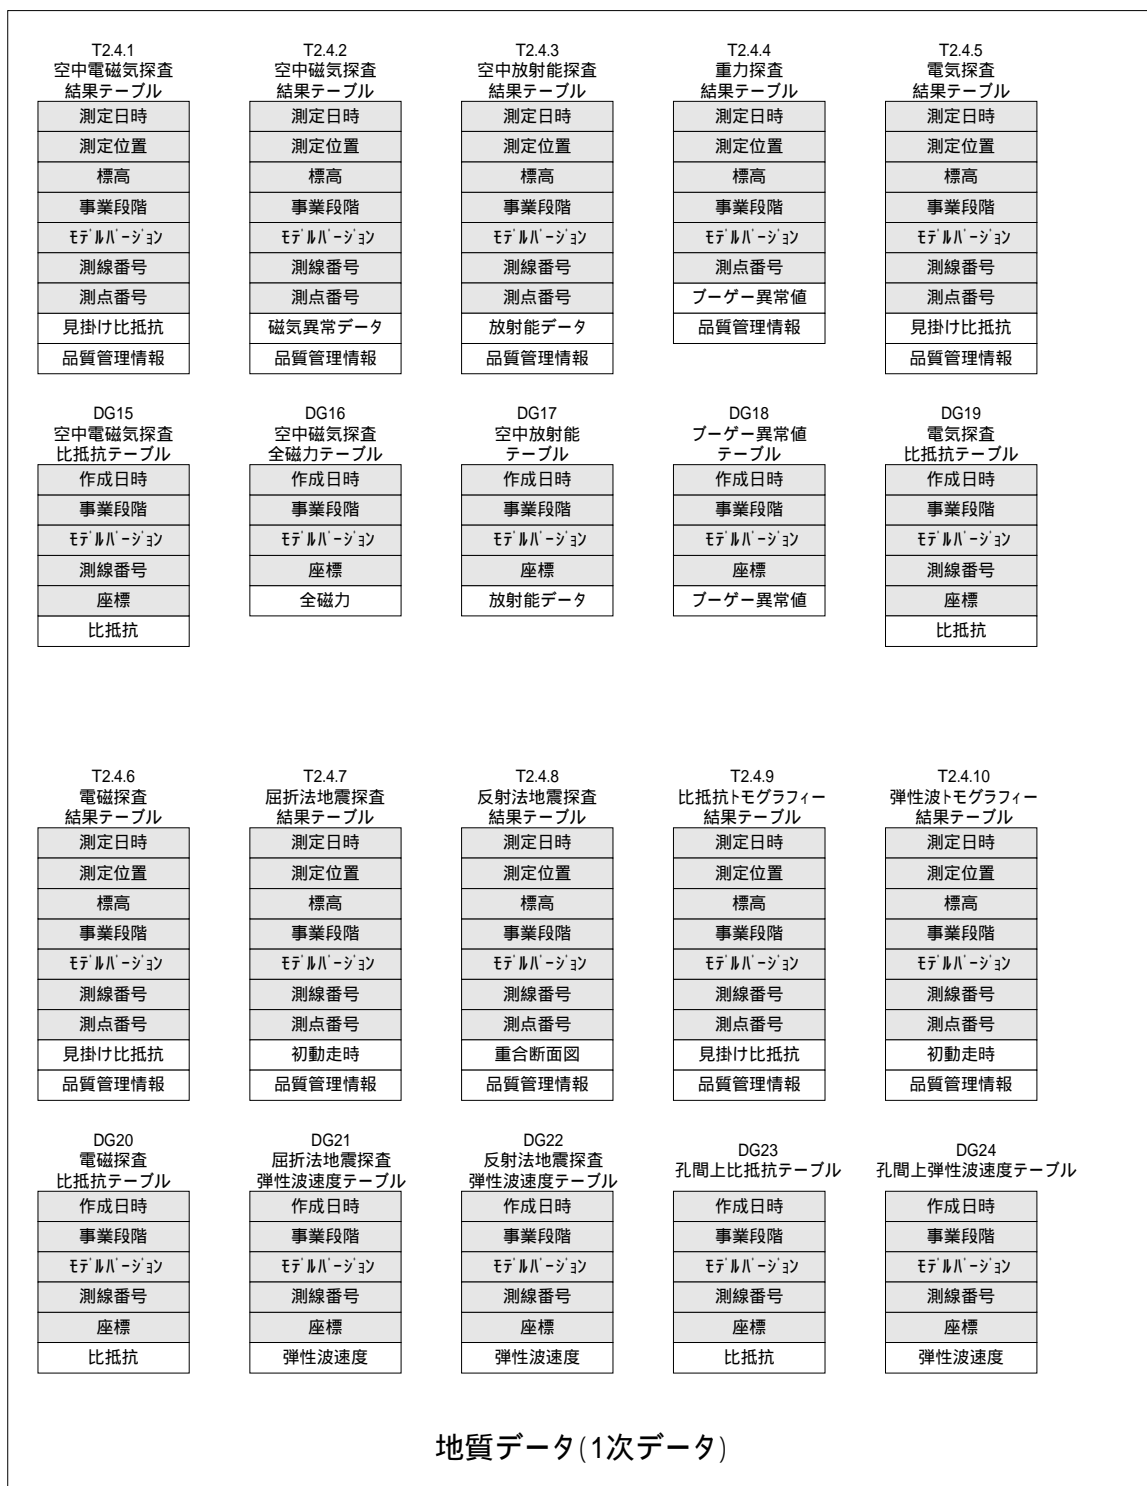 T2.4.1
空中電磁気探査
結果テーブル
測定日時
測定位置
標高
事業段階
ﾓﾃﾞﾙﾊﾞｰｼﾞｮﾝ
測線番号
測点番号
見掛け比抵抗
品質管理情報
T2.4.2
空中磁気探査
結果テーブル
測定日時
測定位置
標高
事業段階
ﾓﾃﾞﾙﾊﾞｰｼﾞｮﾝ
測線番号
測点番号
磁気異常データ
品質管理情報
T2.4.3
空中放射能探査
結果テーブル
測定日時
測定位置
標高
事業段階
ﾓﾃﾞﾙﾊﾞｰｼﾞｮﾝ
測線番号
測点番号
放射能データ
品質管理情報
T2.4.4
重力探査
結果テーブル
測定日時
測定位置
標高
事業段階
ﾓﾃﾞﾙﾊﾞｰｼﾞｮﾝ
測点番号
ブーゲー異常値
品質管理情報
T2.4.5
電気探査
結果テーブル
測定日時
測定位置
標高
事業段階
ﾓﾃﾞﾙﾊﾞｰｼﾞｮﾝ
測線番号
測点番号
見掛け比抵抗
品質管理情報
DG15
空中電磁気探査
比抵抗テーブル
作成日時
事業段階
ﾓﾃﾞﾙﾊﾞｰｼﾞｮﾝ
測線番号
座標
比抵抗
DG16
空中磁気探査
全磁力テーブル
作成日時
事業段階
ﾓﾃﾞﾙﾊﾞｰｼﾞｮﾝ
座標
全磁力
DG17
空中放射能
テーブル
作成日時
事業段階
ﾓﾃﾞﾙﾊﾞｰｼﾞｮﾝ
座標
放射能データ
DG18
ブーゲー異常値
テーブル
作成日時
事業段階
ﾓﾃﾞﾙﾊﾞｰｼﾞｮﾝ
座標
ブーゲー異常値
DG19
電気探査
比抵抗テーブル
作成日時
事業段階
ﾓﾃﾞﾙﾊﾞｰｼﾞｮﾝ
測線番号
座標
比抵抗
T2.4.6
電磁探査
結果テーブル
測定日時
測定位置
標高
事業段階
ﾓﾃﾞﾙﾊﾞｰｼﾞｮﾝ
測線番号
測点番号
見掛け比抵抗
品質管理情報
T2.4.7
屈折法地震探査
結果テーブル
測定日時
測定位置
標高
事業段階
ﾓﾃﾞﾙﾊﾞｰｼﾞｮﾝ
測線番号
測点番号
初動走時
品質管理情報
T2.4.8
反射法地震探査
結果テーブル
測定日時
測定位置
標高
事業段階
ﾓﾃﾞﾙﾊﾞｰｼﾞｮﾝ
測線番号
測点番号
重合断面図
品質管理情報
T2.4.9
比抵抗ﾄモグラフィー
結果テーブル
測定日時
測定位置
標高
事業段階
ﾓﾃﾞﾙﾊﾞｰｼﾞｮﾝ
測線番号
測点番号
見掛け比抵抗
品質管理情報
T2.4.10
弾性波ﾄモグラフィー
結果テーブル
測定日時
測定位置
標高
事業段階
ﾓﾃﾞﾙﾊﾞｰｼﾞｮﾝ
測線番号
測点番号
初動走時
品質管理情報
DG20
電磁探査
比抵抗テーブル
作成日時
事業段階
ﾓﾃﾞﾙﾊﾞｰｼﾞｮﾝ
測線番号
座標
比抵抗
DG21
屈折法地震探査
弾性波速度テーブル
作成日時
事業段階
ﾓﾃﾞﾙﾊﾞｰｼﾞｮﾝ
測線番号
座標
弾性波速度
DG22
反射法地震探査
弾性波速度テーブル
作成日時
事業段階
ﾓﾃﾞﾙﾊﾞｰｼﾞｮﾝ
測線番号
座標
弾性波速度
DG23
孔間上比抵抗テーブル
作成日時
事業段階
ﾓﾃﾞﾙﾊﾞｰｼﾞｮﾝ
測線番号
座標
比抵抗
DG24
孔間上弾性波速度テーブル
作成日時
事業段階
ﾓﾃﾞﾙﾊﾞｰｼﾞｮﾝ
測線番号
座標
弾性波速度
地質データ(1次データ)